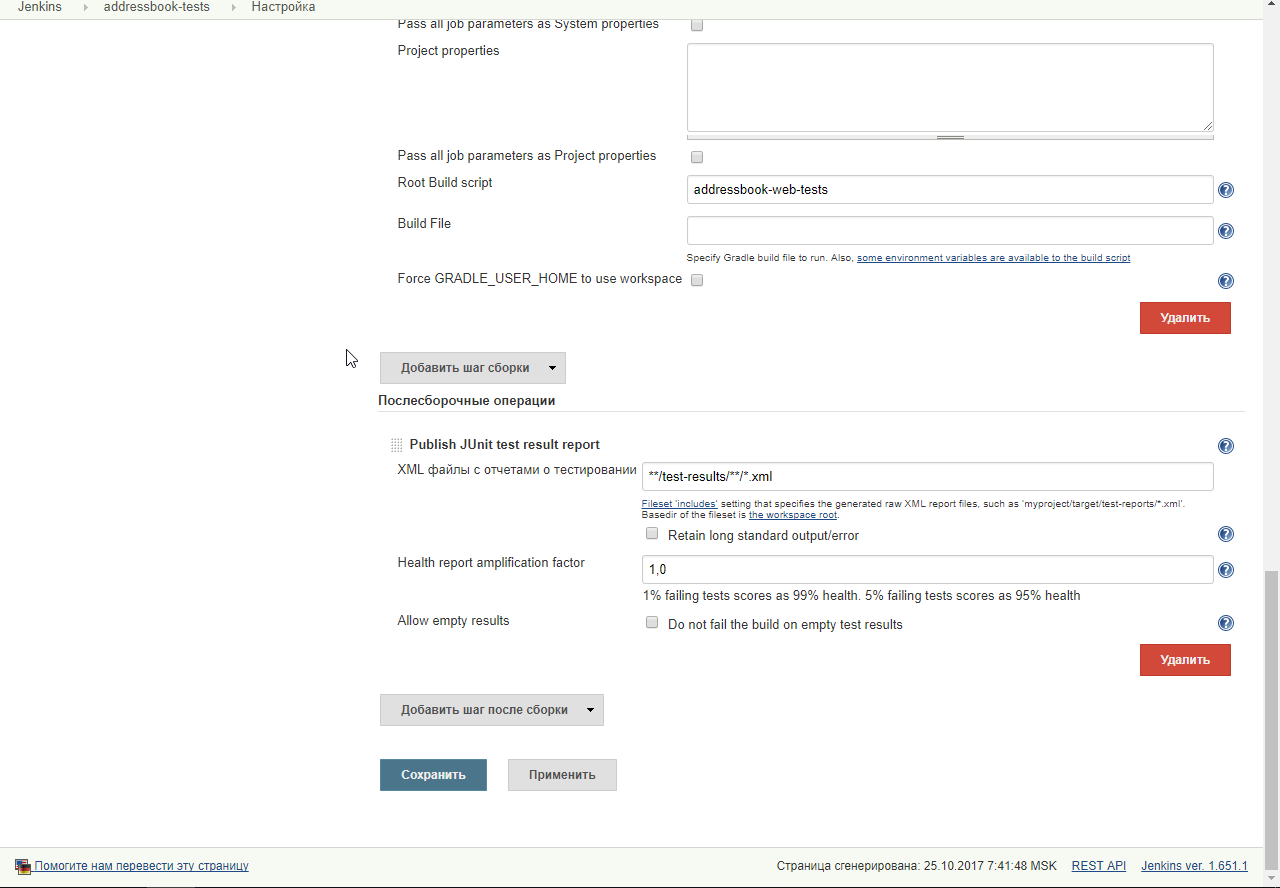 Jenkins addressbook-tests Настройка
Pass all job parameters as System properties
Project properties
Pass all job parameters as Project properties
Root Build script addressbook-web-tests
Build File
Specify Gradle build file to run. Also, some environment variables are available to the build script
Force GRADLE_USER_HOME to use workspace
Удалить
Добавить шаг сборки
Послесборочные операции
Publish JUnit test result report
XML файлы с отчетами о тестировании **/test-results/**/*.xml
Fileset 'includes' setting that specifies the generated raw XML report files, such as 'myproject/target/test-reports/*.xml'.
Basedir of the fileset is the workspace root.
Retain long standard output/error
Health report amplification factor 1,0
1% failing tests scores as 99% health. 5% failing tests scores as 95% health
Allow empty results Do not fail the build on empty test results
Удалить
Добавить шаг после сборки
Сохранить Применить
Помогите нам перевести эту страницу Страница сгенерирована: 25.10.2017 7:41:48 MSK REST API Jenkins ver. 1.651.1